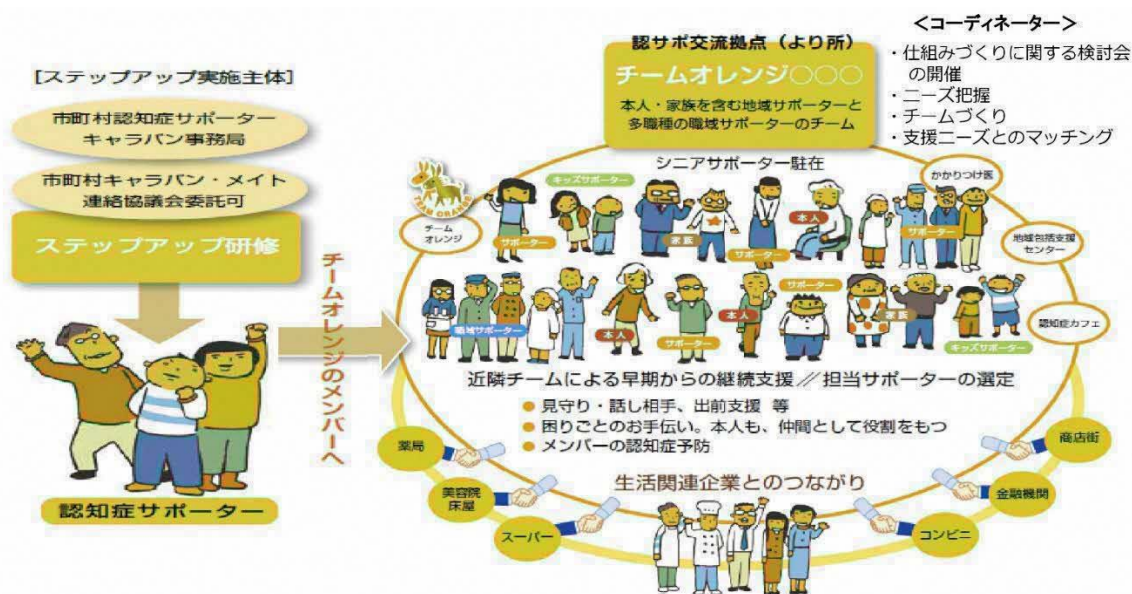 [ステップアップ実施主体]
市町村認知症サポーター
キャラバン事務局
市町村キャラバン・メイト
連絡協議会委託可
ステップアップ研修
認知症サポーター
チームオレンジのメンバーへ
認サポ交流拠点（より所）
チームオレンジ○○○
本人・家族を含む地域サポーターと
多職種の職域サポーターのチーム
＜コーディネーター＞
・仕組みづくりに関する検討会
の開催
・ニーズ把握
・チームづくり
・支援ニーズとのマッチング
シニアサポーター駐在
TEAM ORANGE
チーム
オレンジ
サポーター
キッズサポーター
家族
サポーター
本人
サポーター
かかりつけ医
地域包括支援
センター
認知症カフェ
職域サポーター
本人
サポーター
本人
サポーター
家族
キッズサポーター
近隣チームによる早期からの継続支援 // 担当サポーターの選定
● 見守り・話し相手、出前支援 等
● 困りごとのお手伝い。本人も、仲間として役割をもつ
● メンバーの認知症予防
生活関連企業とのつながり
薬局
美容院
床屋
スーパー
コンビニ
金融機関
商店街